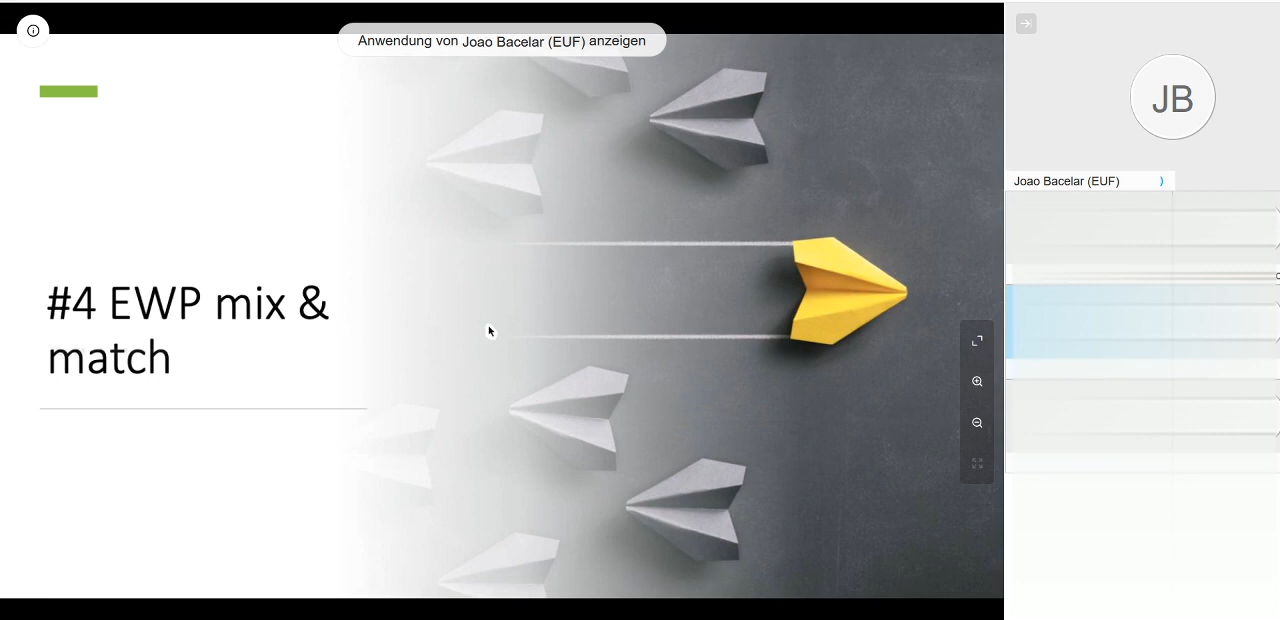 Anwendung von Joao Bacelar (EUF) anzeigen
#4 EWP mix &
match
JB
Joao Bacelar (EUF)